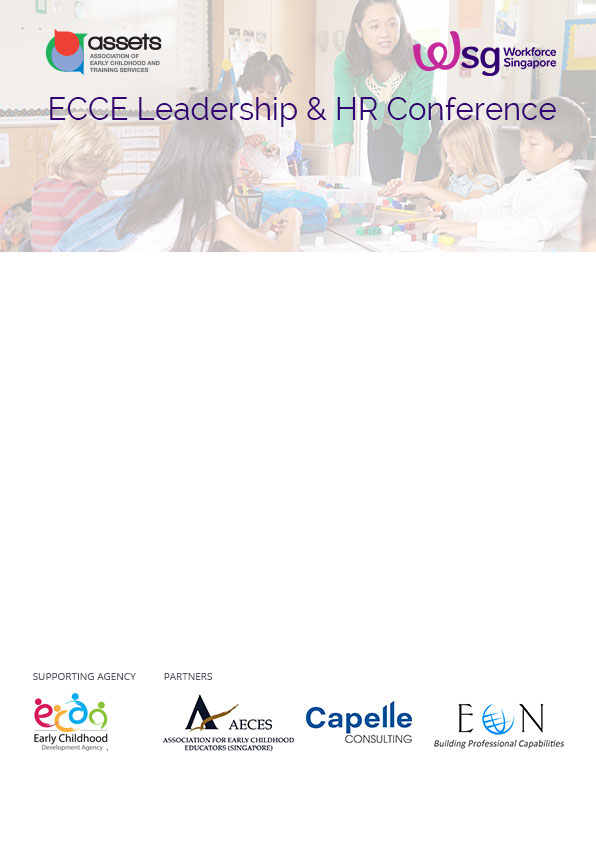 assets
ASSOCIATION OF
EARLY CHILDHOOD AND
TRAINING SERVICES
wsg Workforce
Singapore
ECCE Leadership & HR Conference
SUPPORTING AGENCY
PARTNERS
ecda
Early Childhood
Development Agency
AECES
ASSOCIATION FOR EARLY CHILDHOOD
EDUCATORS (SINGAPORE)
Capelle
CONSULTING
EON
Building Professional Capabilities